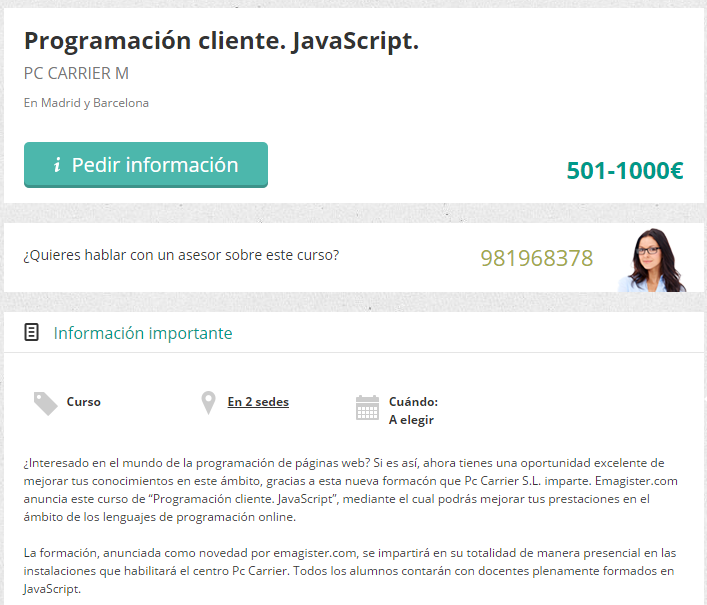 Programación cliente. JavaScript.
PC CARRIER M
En Madrid y Barcelona
i Pedir información
501-1000€
¿Quieres hablar con un asesor sobre este curso?
981968378
Información importante
Curso
En 2 sedes
Cuándo:
A elegir
¿Interesado en el mundo de la programación de páginas web? Si es así, ahora tienes una oportunidad excelente de
mejorar tus conocimientos en este ámbito, gracias a esta nueva formacón que Pc Carrier S.L. imparte. Emagister.com
anuncia este curso de “Programación cliente. JavaScript”, mediante el cual podrás mejorar tus prestaciones en el
ámbito de los lenguajes de programación online.
La formación, anunciada como novedad por emagister.com, se impartirá en su totalidad de manera presencial en las
instalaciones que habilitará el centro Pc Carrier. Todos los alumnos contarán con docentes plenamente formados en
JavaScript.